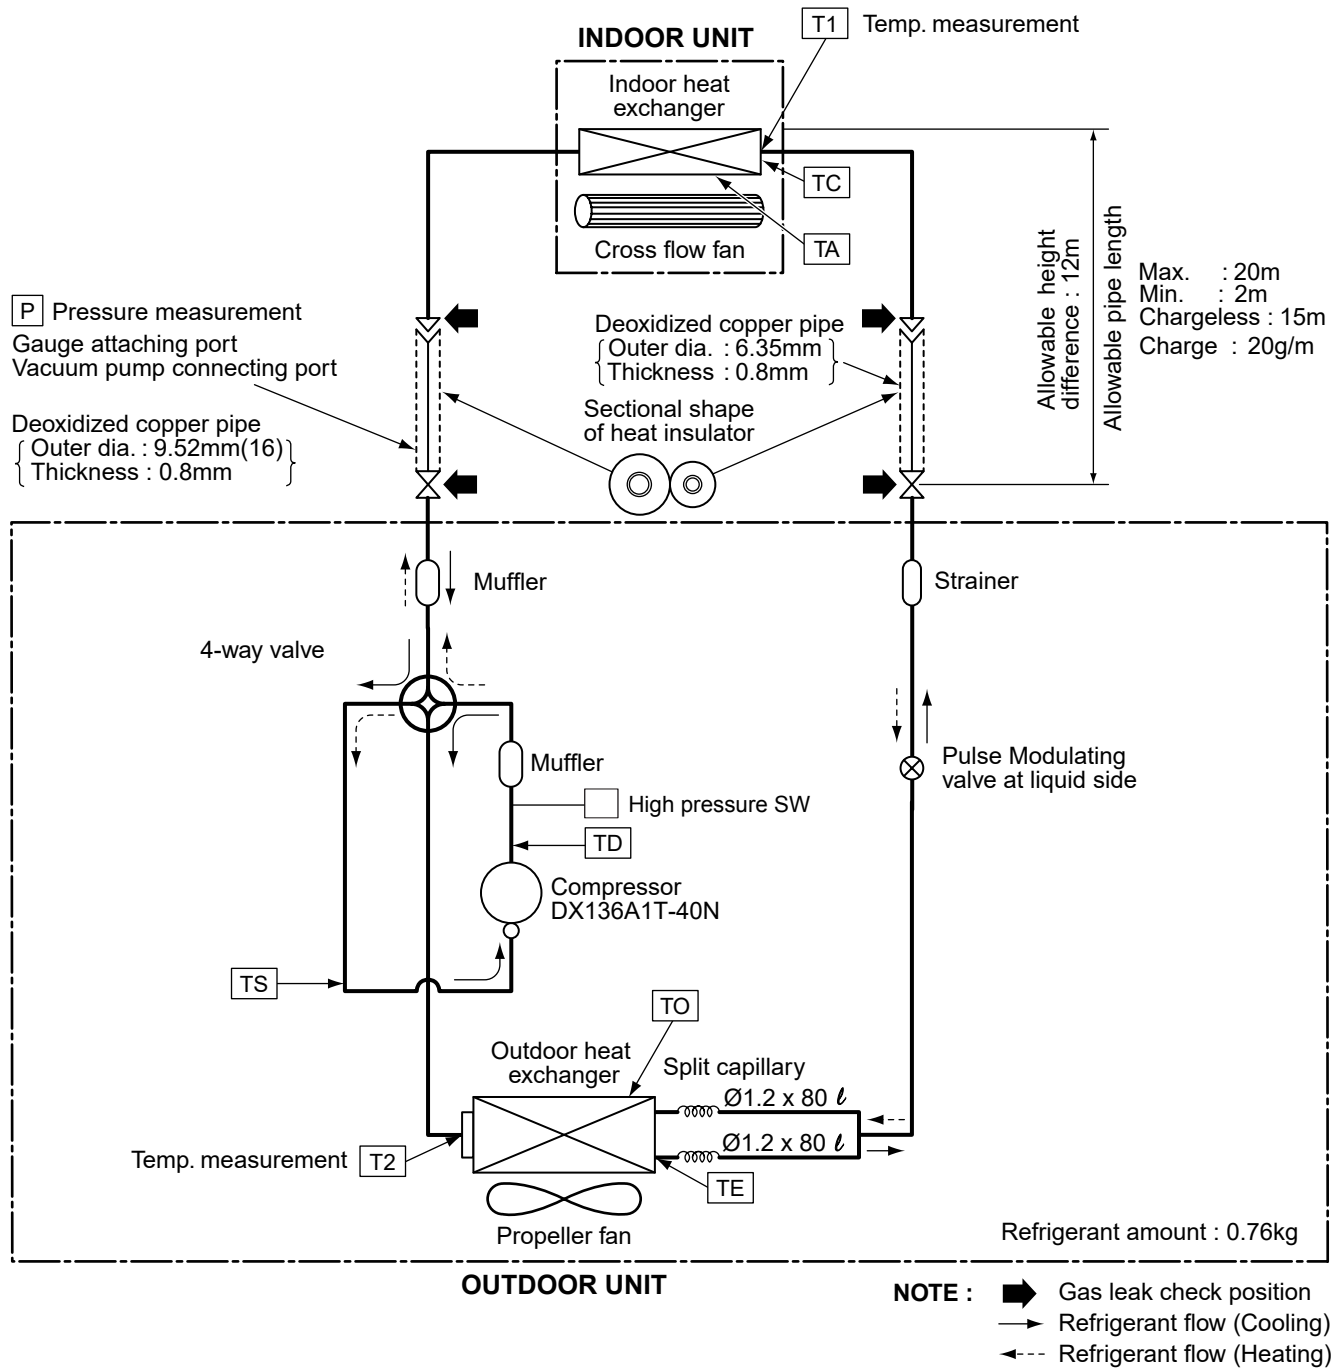 T1 Temp. measurement
INDOOR UNIT
Indoor heat
exchanger
TC
TA
Cross flow fan
Allowable height
difference : 12m
Allowable pipe length
Max. : 20m
Min. : 2m
Chargeless : 15m
Charge : 20g/m
P Pressure measurement
Gauge attaching port
Vacuum pump connecting port
Deoxidized copper pipe
Outer dia. : 9.52mm(16)
Thickness : 0.8mm
Deoxidized copper pipe
Outer dia. : 6.35mm
Thickness : 0.8mm
Sectional shape
of heat insulator
Muffler
Strainer
4-way valve
Muffler
Pulse Modulating
valve at liquid side
High pressure SW
TD
Compressor
DX136A1T-40N
TS
TO
Outdoor heat
exchanger
Split capillary
Ø1.2 x 80 ℓ
Ø1.2 x 80 ℓ
Temp. measurement T2
TE
Propeller fan
Refrigerant amount : 0.76kg
OUTDOOR UNIT
NOTE : Gas leak check position
Refrigerant flow (Cooling)
Refrigerant flow (Heating)